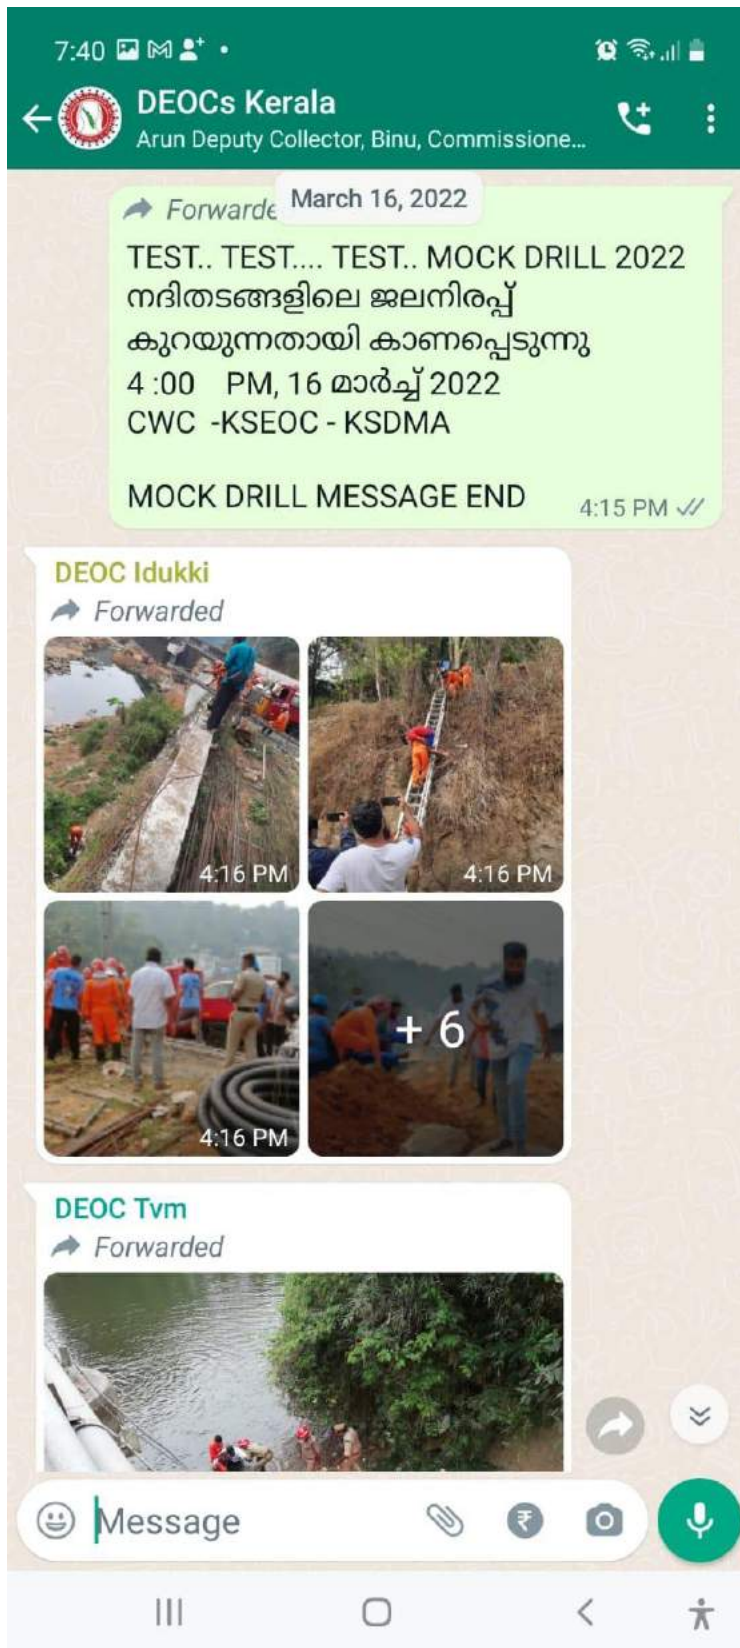 7:40
DEOCs Kerala
Arun Deputy Collector, Binu, Commissione...
March 16, 2022
Forwarde
TEST.. TEST.... TEST.. MOCK DRILL 2022
നദിതടങ്ങളിലെ ജലനിരപ്പ്
കുറയുന്നതായി കാണപ്പെടുന്നു
4 :00 PM, 16 മാർച്ച് 2022
CWC -KSEOC - KSDMA
MOCK DRILL MESSAGE END
4:15 PM
DEOC Idukki
Forwarded
4:16 PM
4:16 PM
4:16 PM
+ 6
DEOC Tvm
Forwarded
Message